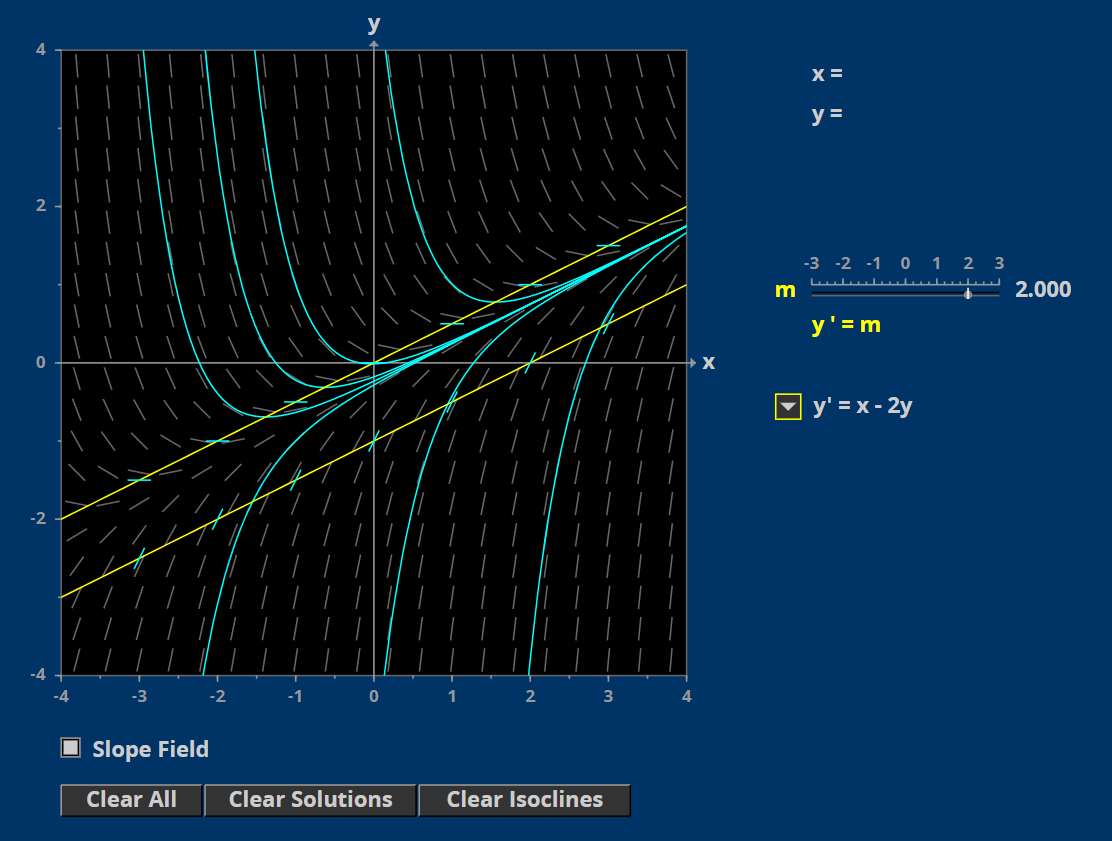 y
4
2
0
-2
-4
-4 -3 -2 -1 0 1 2 3 4
x
x =
y =
-3 -2 -1 0 1 2 3
m 2.000
y ' = m
y' = x - 2y
Slope Field
Clear All Clear Solutions Clear Isoclines